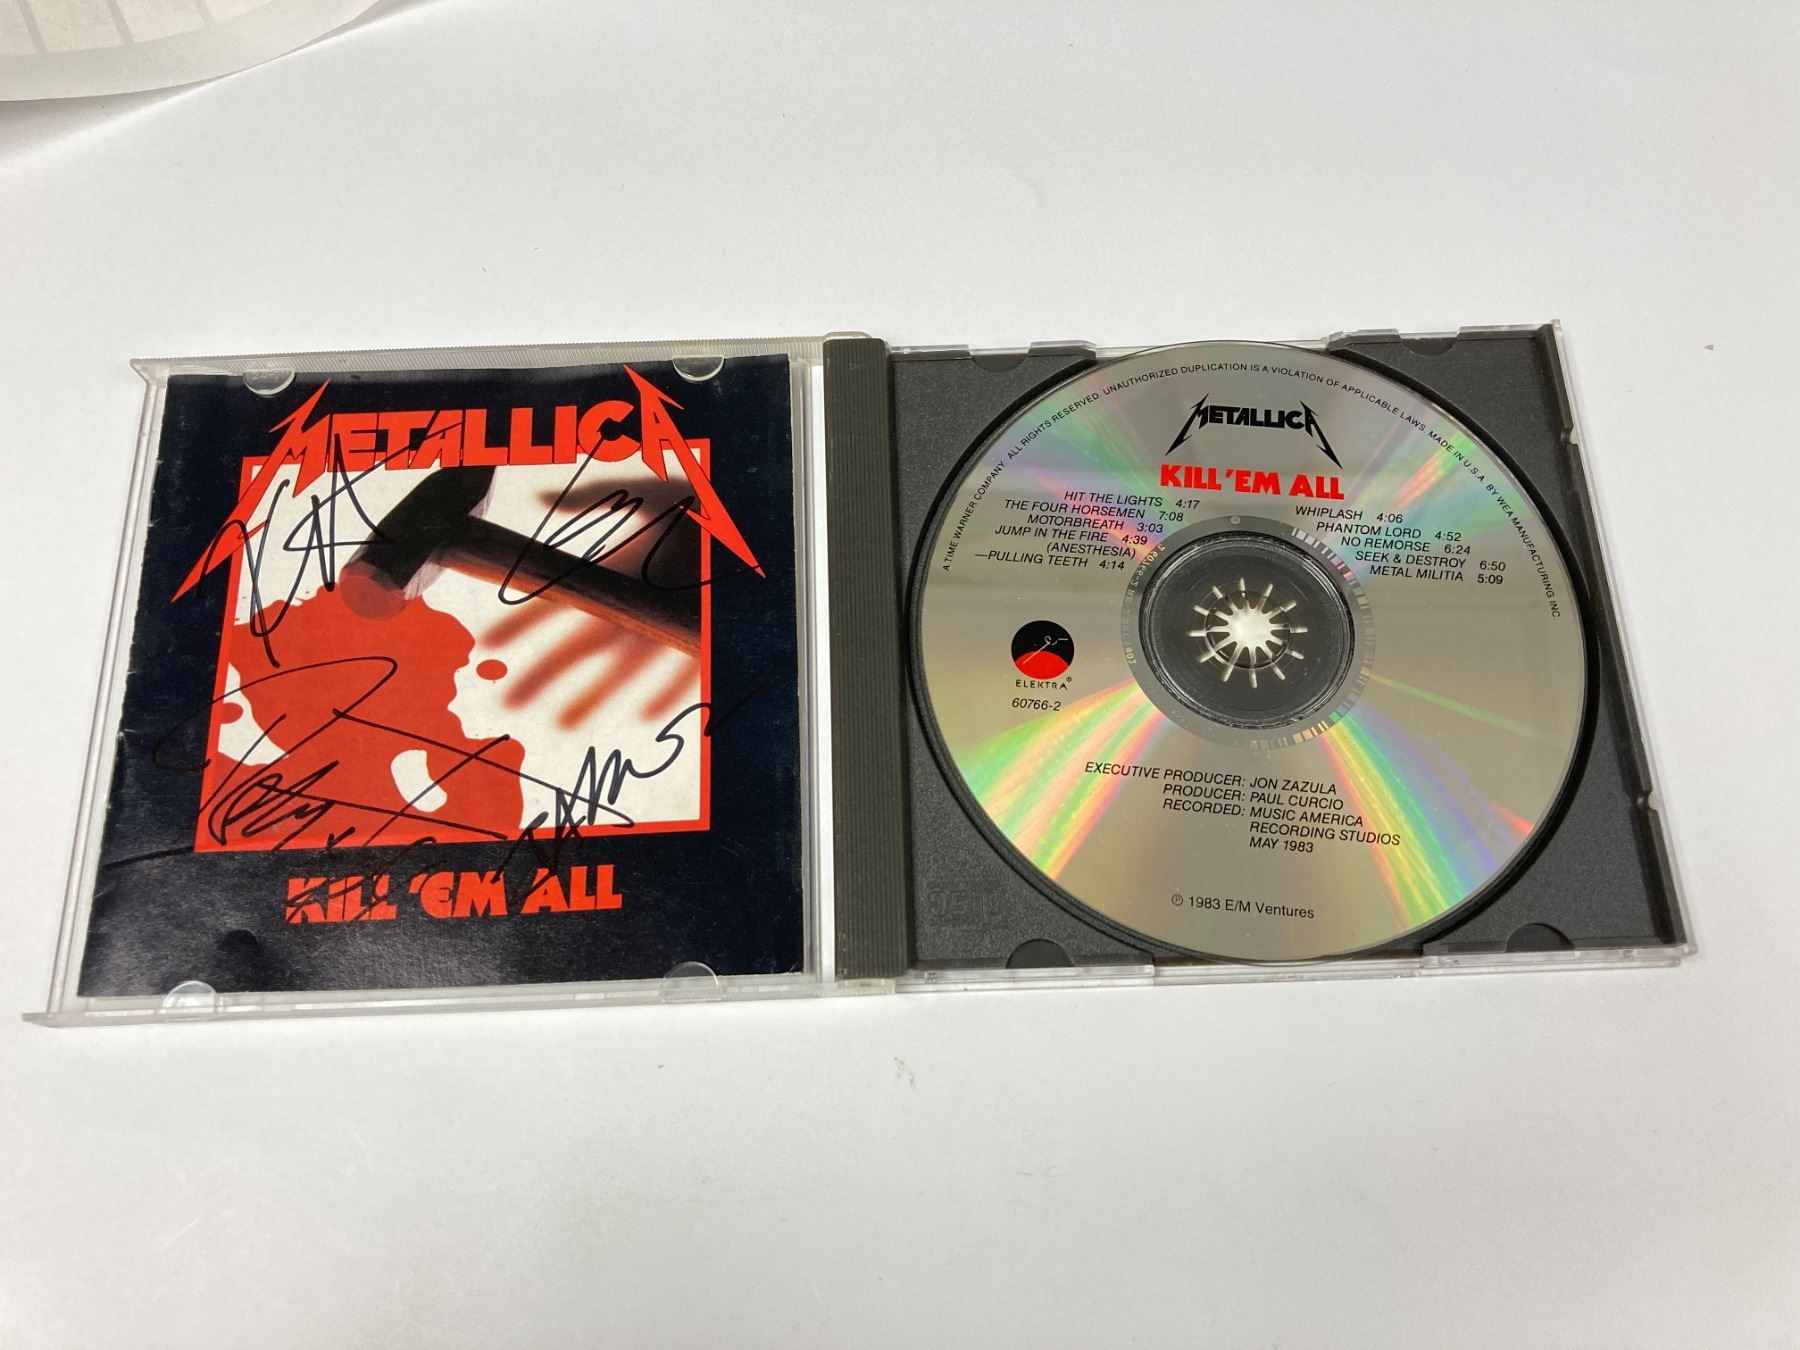 METALLICA
KILL 'EM ALL
A TIME WARNER COMPANY. ALL RIGHTS RESERVED. UNAUTHORIZED DUPLICATION IS A VIOLATION OF APPLICABLE LAWS. MADE IN U.S.A. BY WEA MANUFACTURING INC.
METALLICA
KILL 'EM ALL
HIT THE LIGHTS 4:17
THE FOUR HORSEMEN 7:08
MOTORBREATH 3:03
JUMP IN THE FIRE 4:39
(ANESTHESIA)
—PULLING TEETH 4:14
WHIPLASH 4:06
PHANTOM LORD 4:52
NO REMORSE 6:24
SEEK & DESTROY 6:50
METAL MILITIA 5:09
ELEKTRA®
60766-2
EXECUTIVE PRODUCER: JON ZAZULA
PRODUCER: PAUL CURCIO
RECORDED: MUSIC AMERICA
RECORDING STUDIOS
MAY 1983
℗ 1983 E/M Ventures